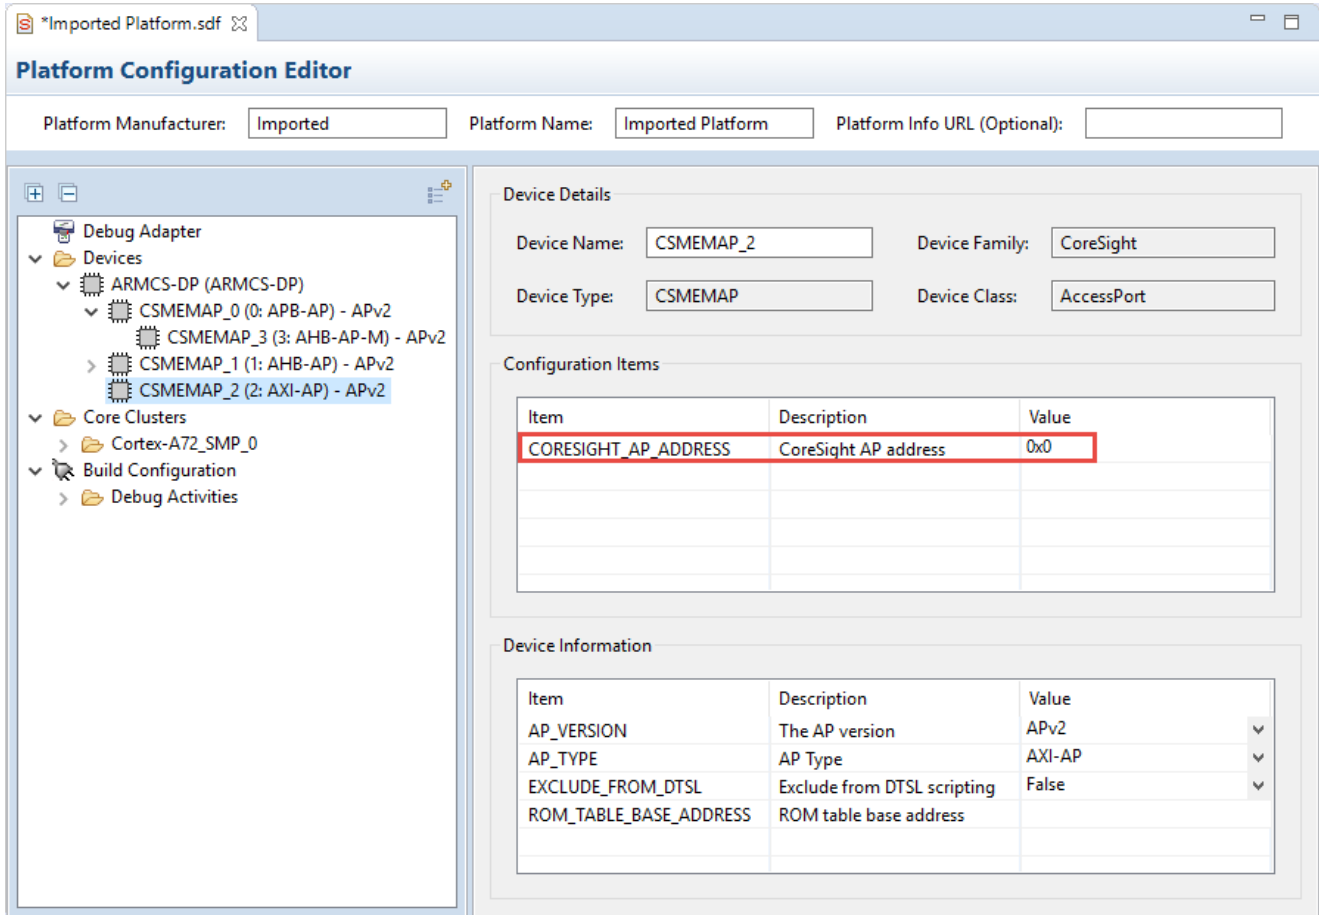 *Imported Platform.sdf
Platform Configuration Editor
Platform Manufacturer: Imported Platform Name: Imported Platform Platform Info URL (Optional):
Debug Adapter
Devices
ARMCS-DP (ARMCS-DP)
CSMEMAP_0 (0: APB-AP) - APv2
CSMEMAP_3 (3: AHB-AP-M) - APv2
CSMEMAP_1 (1: AHB-AP) - APv2
CSMEMAP_2 (2: AXI-AP) - APv2
Core Clusters
Cortex-A72_SMP_0
Build Configuration
Debug Activities
Device Details
Device Name: CSMEMAP_2 Device Family: CoreSight
Device Type: CSMEMAP Device Class: AccessPort
Configuration Items
Item Description Value
CORESIGHT_AP_ADDRESS CoreSight AP address 0x0
Device Information
Item Description Value
AP_VERSION The AP version APv2
AP_TYPE AP Type AXI-AP
EXCLUDE_FROM_DTSL Exclude from DTSL scripting False
ROM_TABLE_BASE_ADDRESS ROM table base address